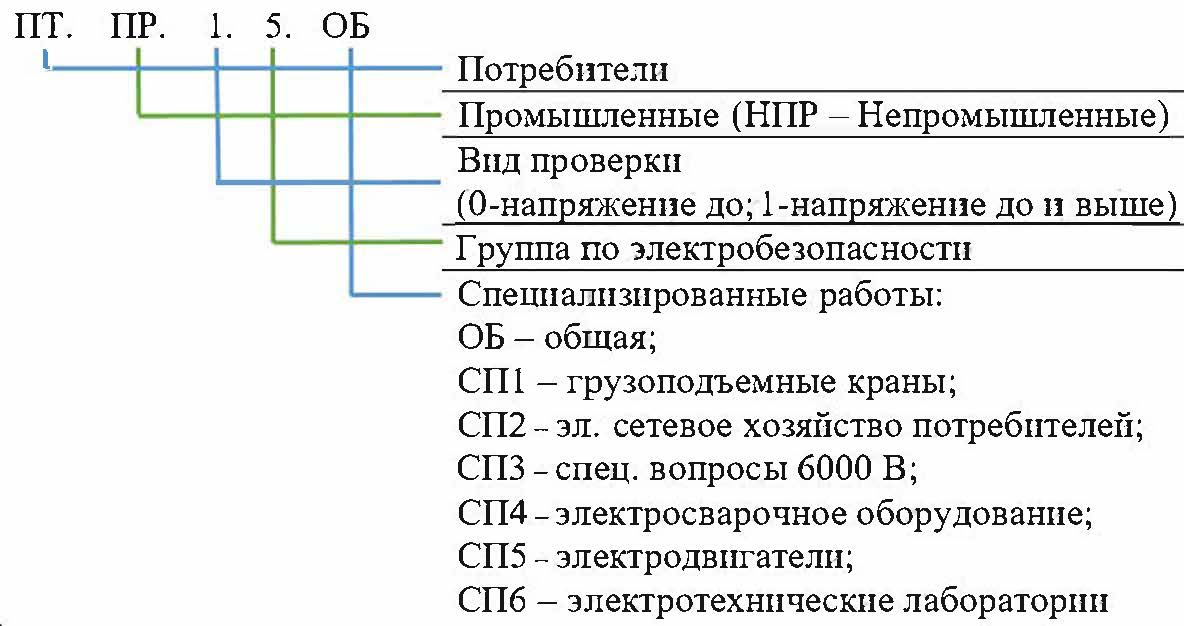 ПТ. ПР. 1. 5. ОБ
Потребители
Промышленные (НПР – Непромышленные)
Вид проверки
(0-напряжение до; 1-напряжение до и выше)
Группа по электробезопасности
Специализированные работы:
ОБ – общая;
СП1 – грузоподъемные краны;
СП2 – эл. сетевое хозяйство потребителей;
СП3 – спец. вопросы 6000 В;
СП4 – электросварочное оборудование;
СП5 – электродвигатели;
СП6 – электротехнические лаборатории